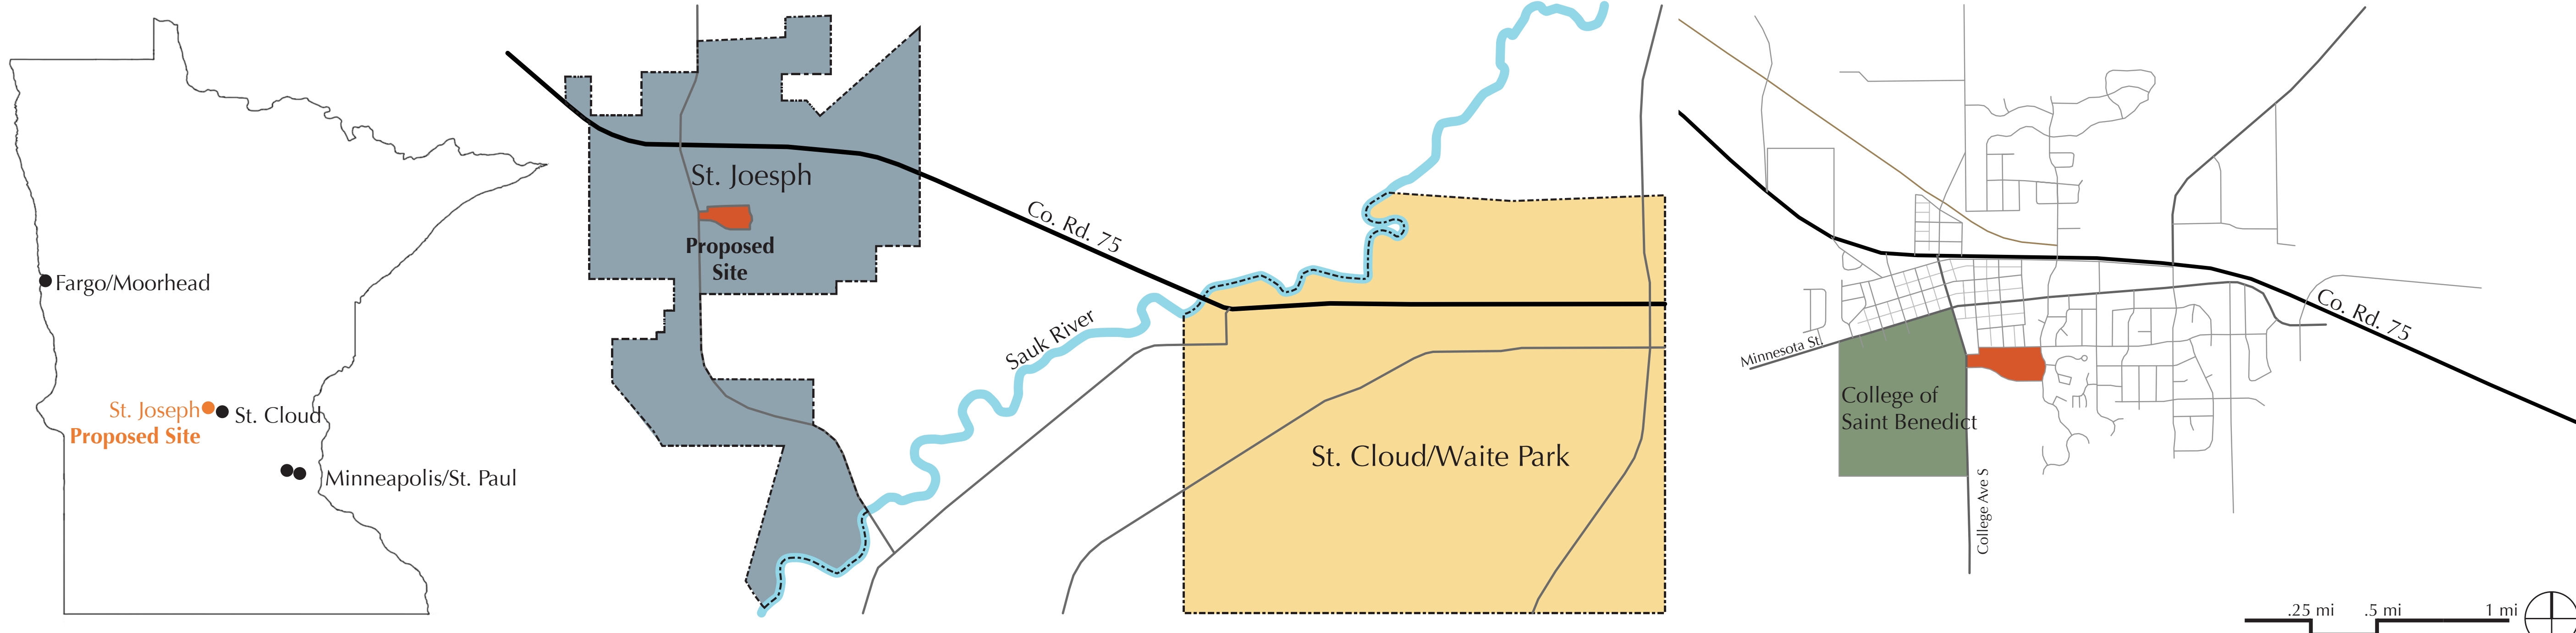 Fargo/Moorhead
St. Joseph
Proposed Site
St. Cloud
Minneapolis/St. Paul
St. Joesph
Proposed
Site
Co. Rd. 75
Sauk River
St. Cloud/Waite Park
Minnesota St.
College of
Saint Benedict
College Ave S
Co. Rd. 75
.25 mi .5 mi 1 mi